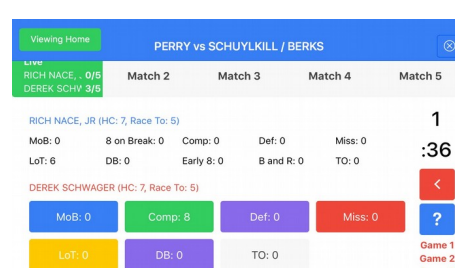 Viewing Home
PERRY vs SCHUYLKILL / BERKS
Live
RICH NACE, . 0/5
DEREK SCHW 3/5
Match 2
Match 3
Match 4
Match 5
RICH NACE, JR (HC: 7, Race To: 5)
MoB: 0
8 on Break: 0
Comp: 0
Def: 0
Miss: 0
LoT: 6
DB: 0
Early 8: 0
B and R: 0
TO: 0
DEREK SCHWAGER (HC: 7, Race To: 5)
MoB: 0
Comp: 8
Def: 0
Miss: 0
LoT: 0
DB: 0
TO: 0
1
:36
<
?
Game 1
Game 2